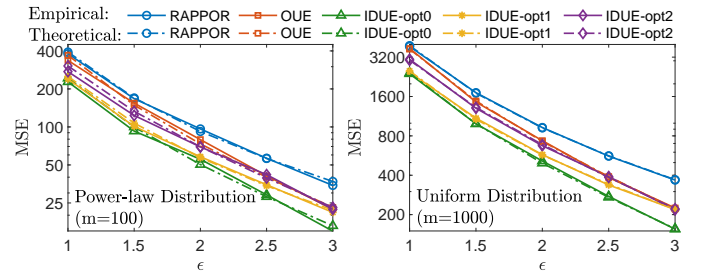 Empirical: RAPPOR OUE IDUE-opt0 IDUE-opt1 IDUE-opt2
Theoretical: RAPPOR OUE IDUE-opt0 IDUE-opt1 IDUE-opt2
400
200
100
50
25
MSE
Power-law Distribution
(m=100)
1 1.5 2 2.5 3
ϵ
3200
1600
800
400
200
MSE
Uniform Distribution
(m=1000)
1 1.5 2 2.5 3
ϵ